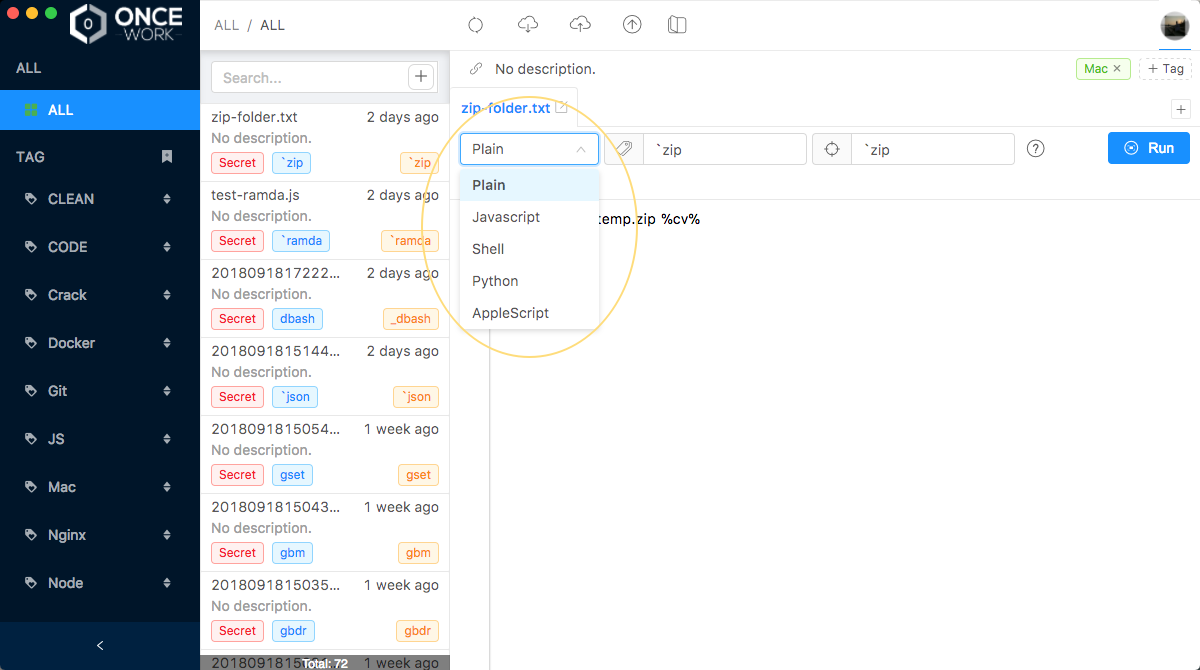 ONCE
-WORK-
ALL
ALL
TAG
CLEAN
CODE
Crack
Docker
Git
JS
Mac
Nginx
Node
ALL / ALL
Search...
zip-folder.txt 2 days ago
No description.
Secret `zip `zip
test-ramda.js 2 days ago
No description.
Secret `ramda `ramda
2018091817222... 2 days ago
No description.
Secret dbash _dbash
2018091815144... 2 days ago
No description.
Secret `json `json
2018091815054... 1 week ago
No description.
Secret gset gset
2018091815043... 1 week ago
No description.
Secret gbm gbm
2018091815035... 1 week ago
No description.
Secret gbdr gbdr
1 week ago
Total: 72
No description.
Mac × + Tag
zip-folder.txt
Plain `zip `zip Run
Plain
Javascript
Shell
Python
AppleScript
temp.zip %cv%